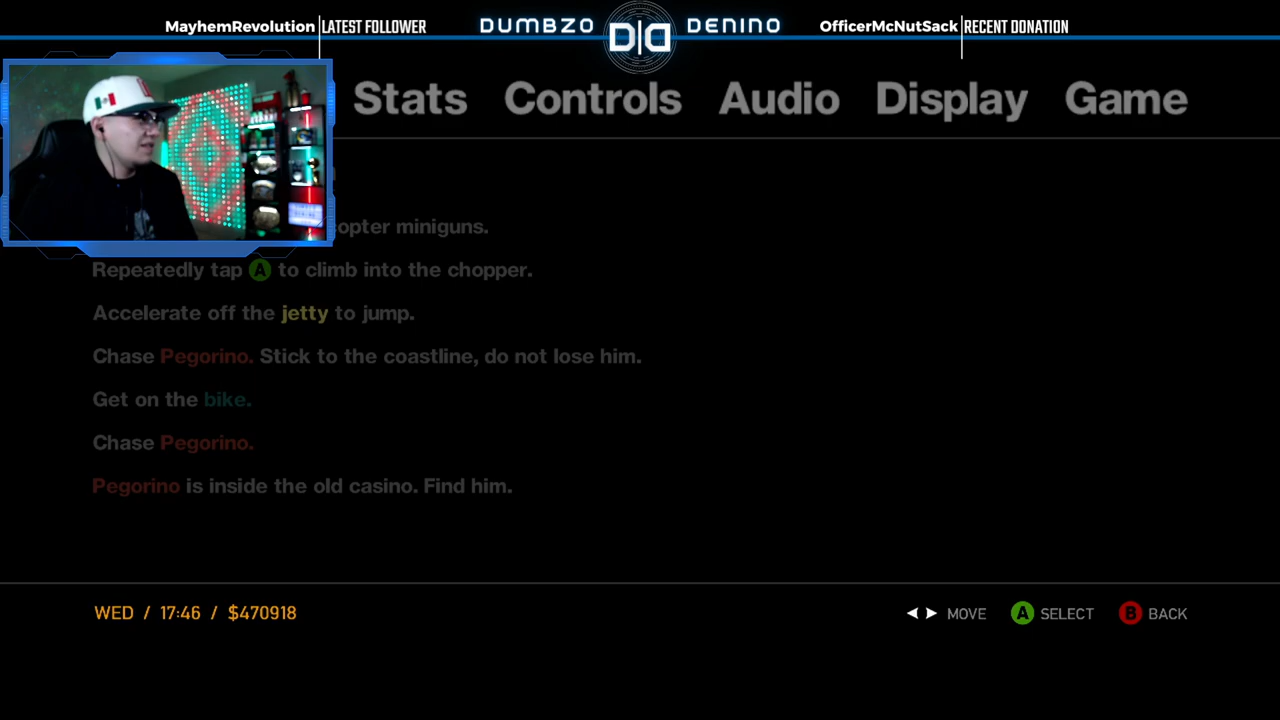 MayhemRevolution LATEST FOLLOWER DUMBZO D|D DENINO OfficerMcNutSack RECENT DONATION
Stats Controls Audio Display Game
opter miniguns.
Repeatedly tap A to climb into the chopper.
Accelerate off the jetty to jump.
Chase Pegorino. Stick to the coastline, do not lose him.
Get on the bike.
Chase Pegorino.
Pegorino is inside the old casino. Find him.
WED / 17:46 / $470918 MOVE A SELECT B BACK